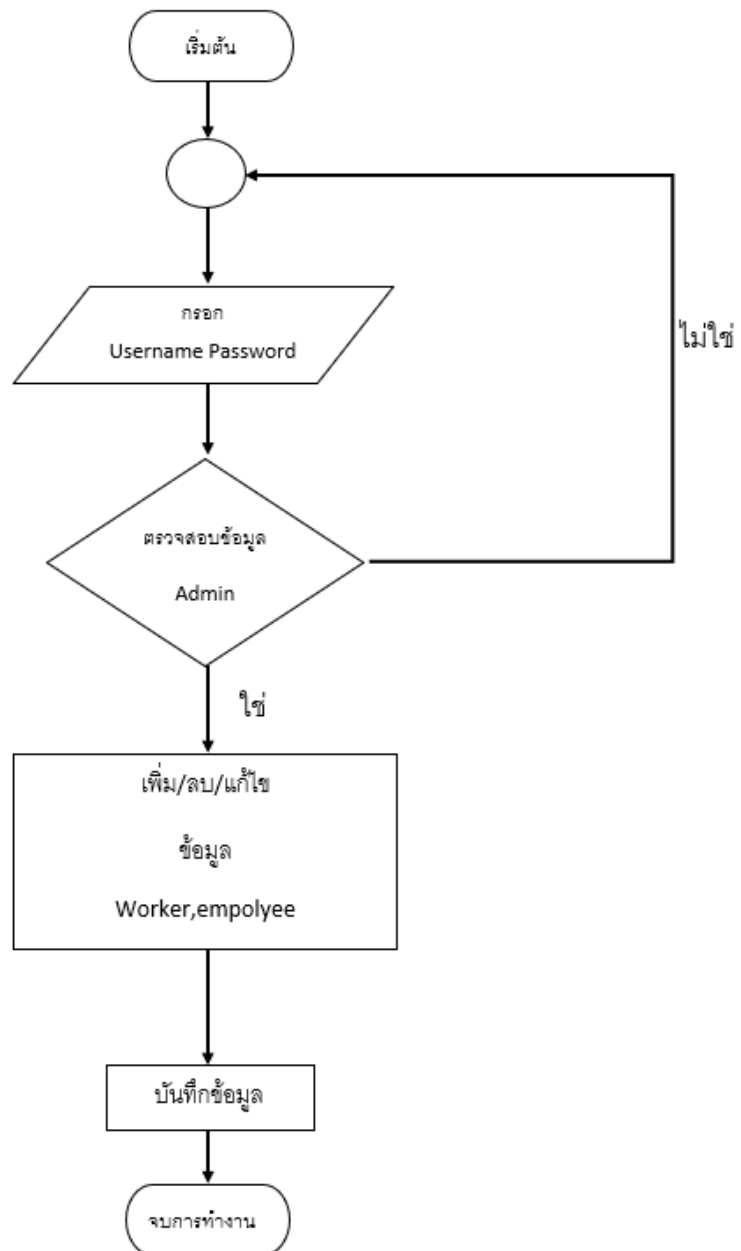 เริ่มต้น
กรอก
Username Password
ไม่ใช่
ตรวจสอบข้อมูล
Admin
ใช่
เพิ่ม/ลบ/แก้ไข
ข้อมูล
Worker,empolyee
บันทึกข้อมูล
จบการทำงาน